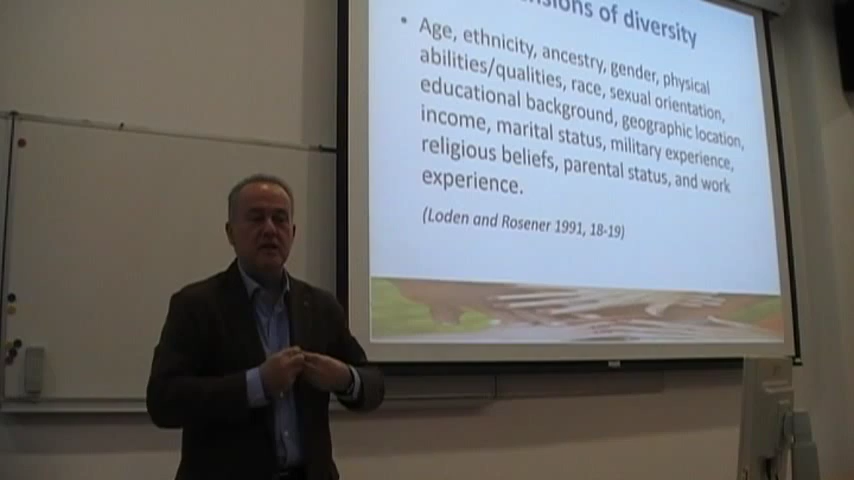 of diversity
• Age, ethnicity, ancestry, gender, physical
abilities/qualities, race, sexual orientation,
educational background, geographic location,
income, marital status, military experience,
religious beliefs, parental status, and work
experience.
(Loden and Rosener 1991, 18-19)